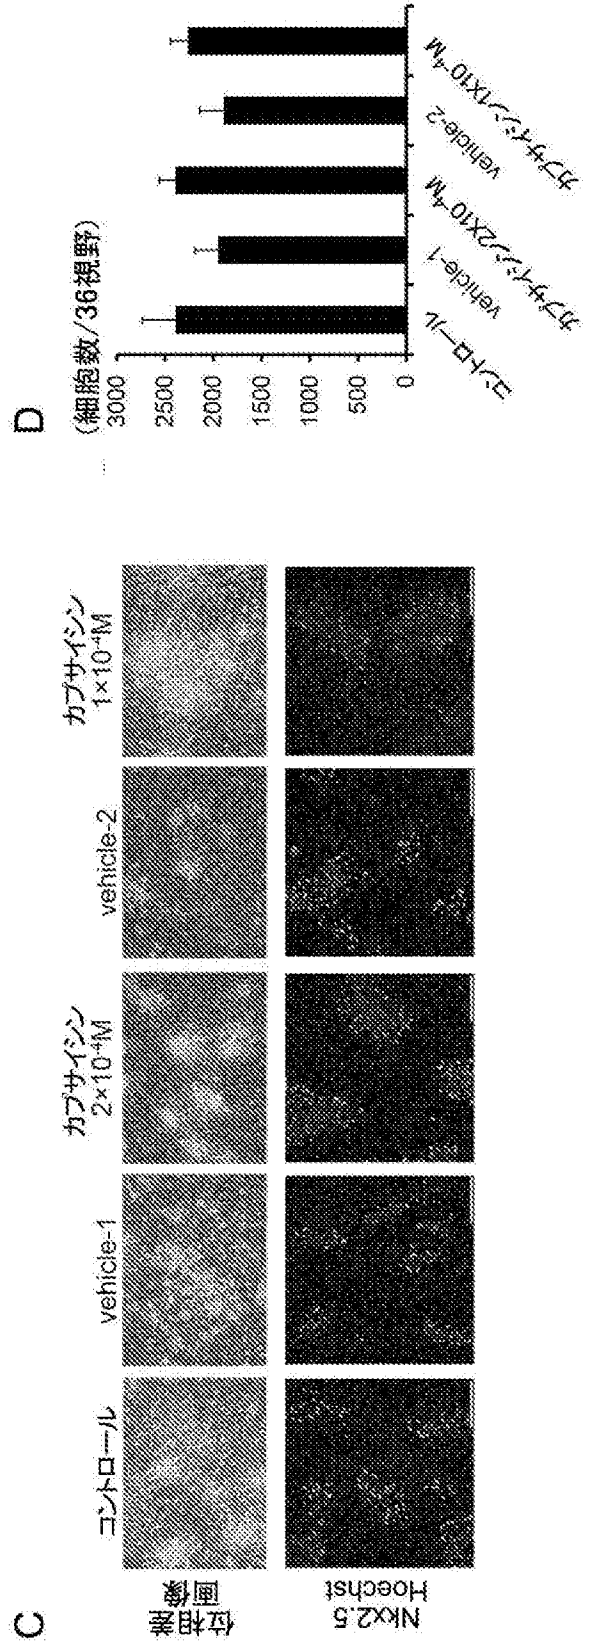 C
コントロール
vehicle-1
カプサイシン
2×10⁻⁴M
vehicle-2
カプサイシン
1×10⁻⁴M
位相差
画像
Nkx2.5
Hoechst
D
(細胞数/36視野)
3000
2500
2000
1500
1000
500
0
コントロール
vehicle-1
カプサイシン2X10⁻⁴M
vehicle-2
カプサイシン1X10⁻⁴M